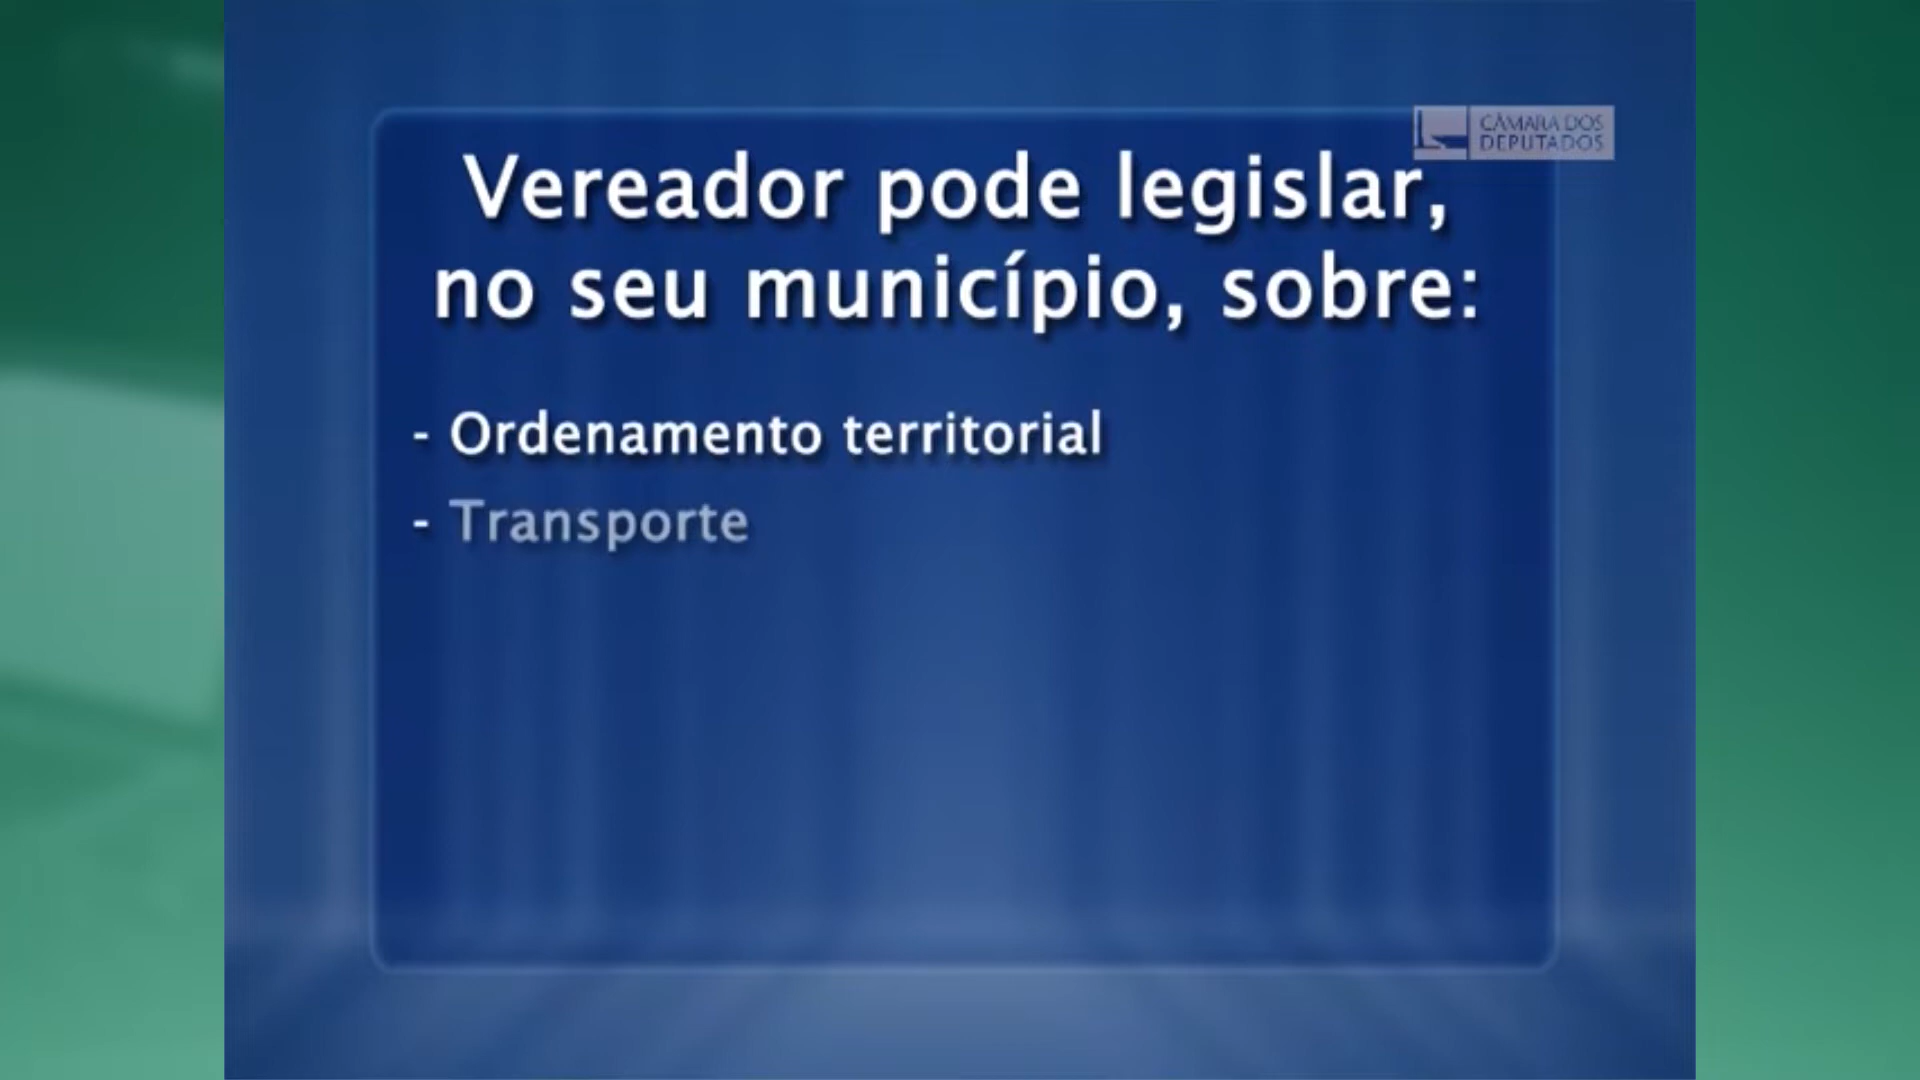 CÂMARA DOS
DEPUTADOS
Vereador pode legislar,
no seu município, sobre:
- Ordenamento territorial
- Transporte